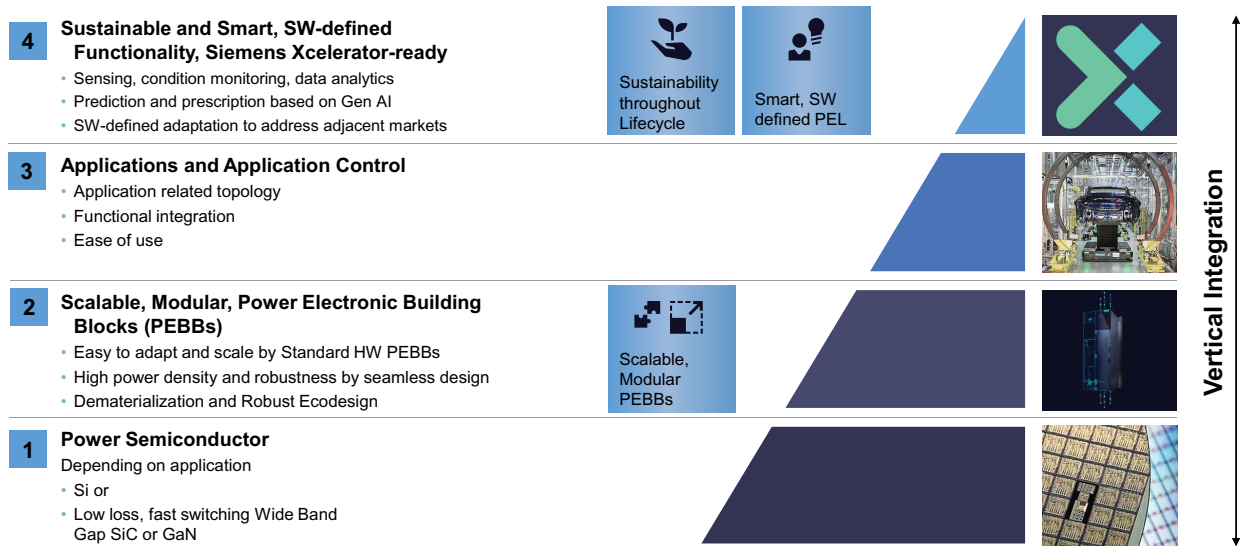 4
Sustainable and Smart, SW-defined
Functionality, Siemens Xcelerator-ready
• Sensing, condition monitoring, data analytics
• Prediction and prescription based on Gen AI
• SW-defined adaptation to address adjacent markets
Sustainability
throughout
Lifecycle
Smart, SW
defined PEL
3
Applications and Application Control
• Application related topology
• Functional integration
• Ease of use
2
Scalable, Modular, Power Electronic Building
Blocks (PEBBs)
• Easy to adapt and scale by Standard HW PEBBs
• High power density and robustness by seamless design
• Dematerialization and Robust Ecodesign
Scalable,
Modular
PEBBs
1
Power Semiconductor
Depending on application
• Si or
• Low loss, fast switching Wide Band
Gap SiC or GaN
Vertical Integration